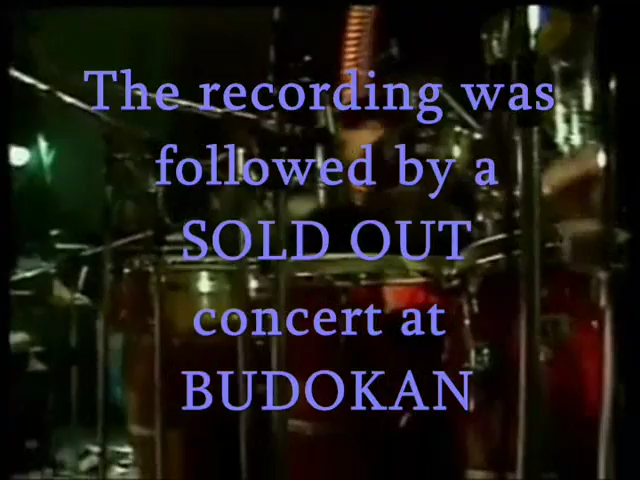 The recording was
followed by a
SOLD OUT
concert at
BUDOKAN